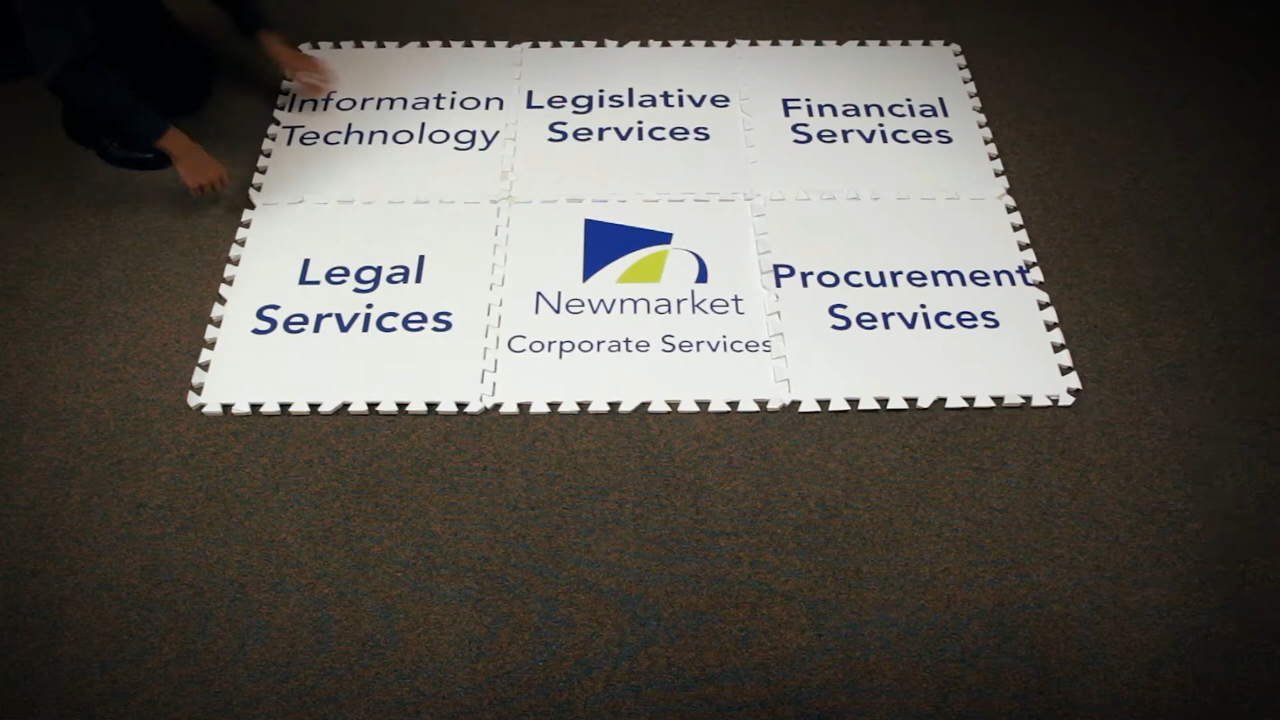 Information
Technology
Legislative
Services
Financial
Services
Legal
Services
Newmarket
Corporate Services
Procurement
Services